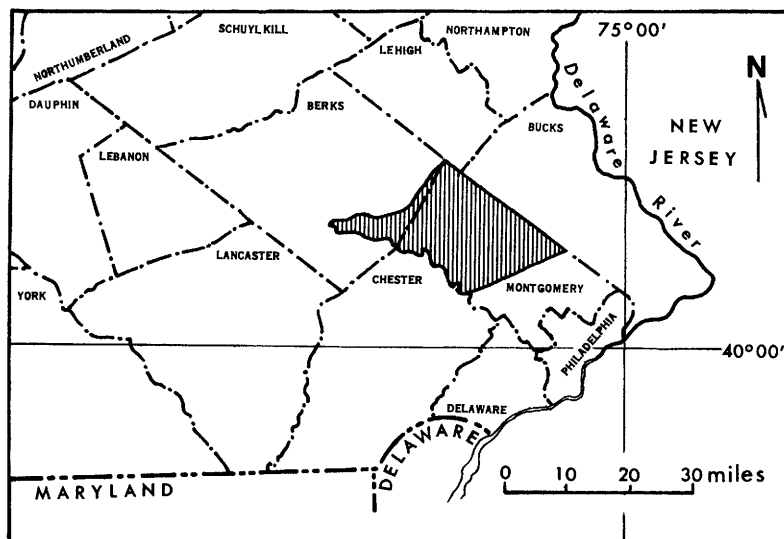 SCHUYLKILL
NORTHAMPTON
75°00'
NORTHUMBERLAND
LEHIGH
N
DAUPHIN
BERKS
BUCKS
Delaware River
NEW
JERSEY
LEBANON
LANCASTER
CHESTER
MONTGOMERY
YORK
PHILADELPHIA
40°00'
DELAWARE
DELAWARE
MARYLAND
0 10 20 30 miles